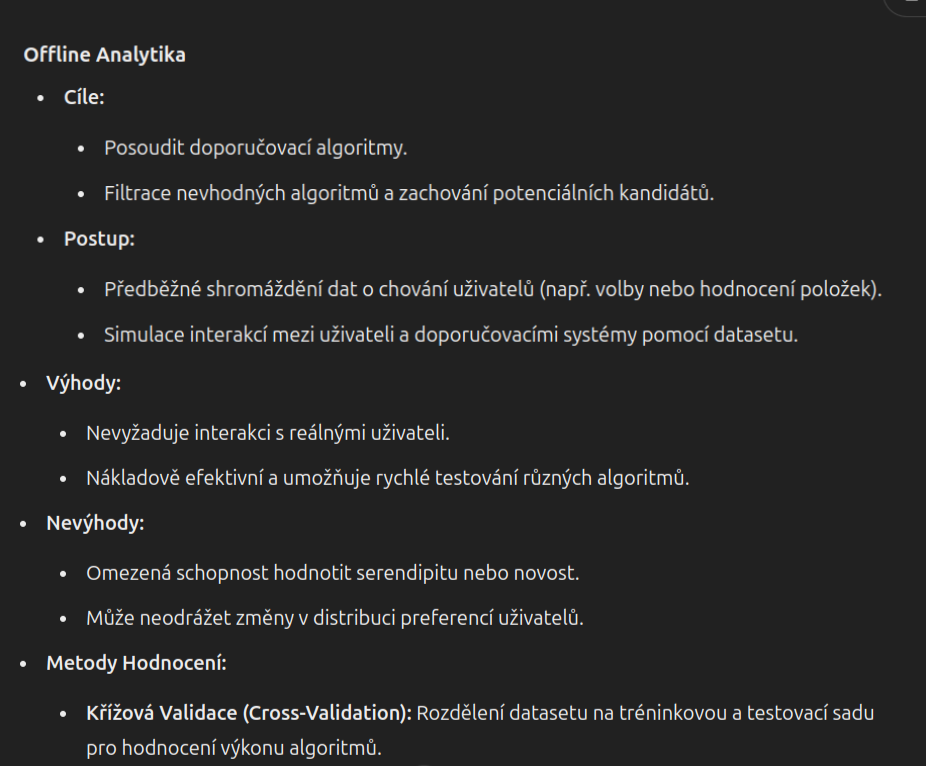 Offline Analytika
Cíle:
Posoudit doporučovací algoritmy.
Filtrace nevhodných algoritmů a zachování potenciálních kandidátů.
Postup:
Předběžné shromáždění dat o chování uživatelů (např. volby nebo hodnocení položek).
Simulace interakcí mezi uživateli a doporučovacími systémy pomocí datasetu.
Výhody:
Nevyžaduje interakci s reálnými uživateli.
Nákladově efektivní a umožňuje rychlé testování různých algoritmů.
Nevýhody:
Omezená schopnost hodnotit serendipitu nebo novost.
Může neodrážet změny v distribuci preferencí uživatelů.
Metody Hodnocení:
Křížová Validace (Cross-Validation): Rozdělení datasetu na tréninkovou a testovací sadu
pro hodnocení výkonu algoritmů.